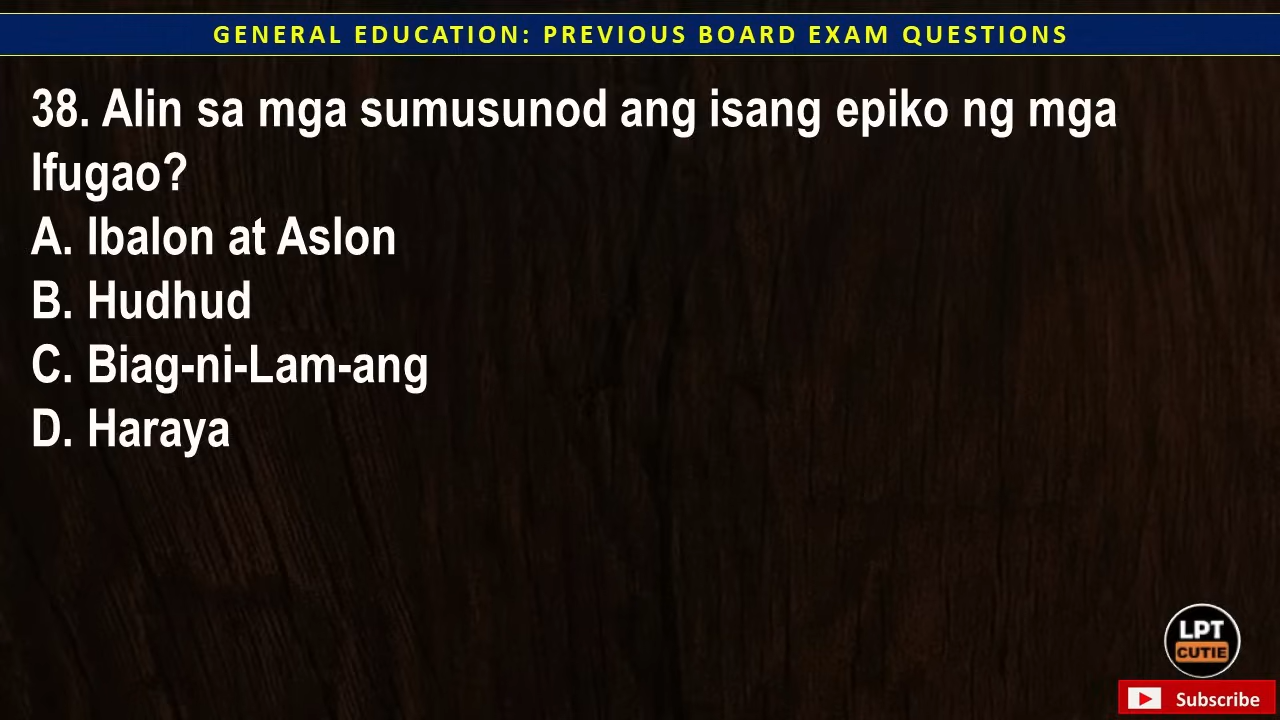 GENERAL EDUCATION: PREVIOUS BOARD EXAM QUESTIONS
38. Alin sa mga sumusunod ang isang epiko ng mga
Ifugao?
A. Ibalon at Aslon
B. Hudhud
C. Biag-ni-Lam-ang
D. Haraya
LPT
CUTIE
Subscribe